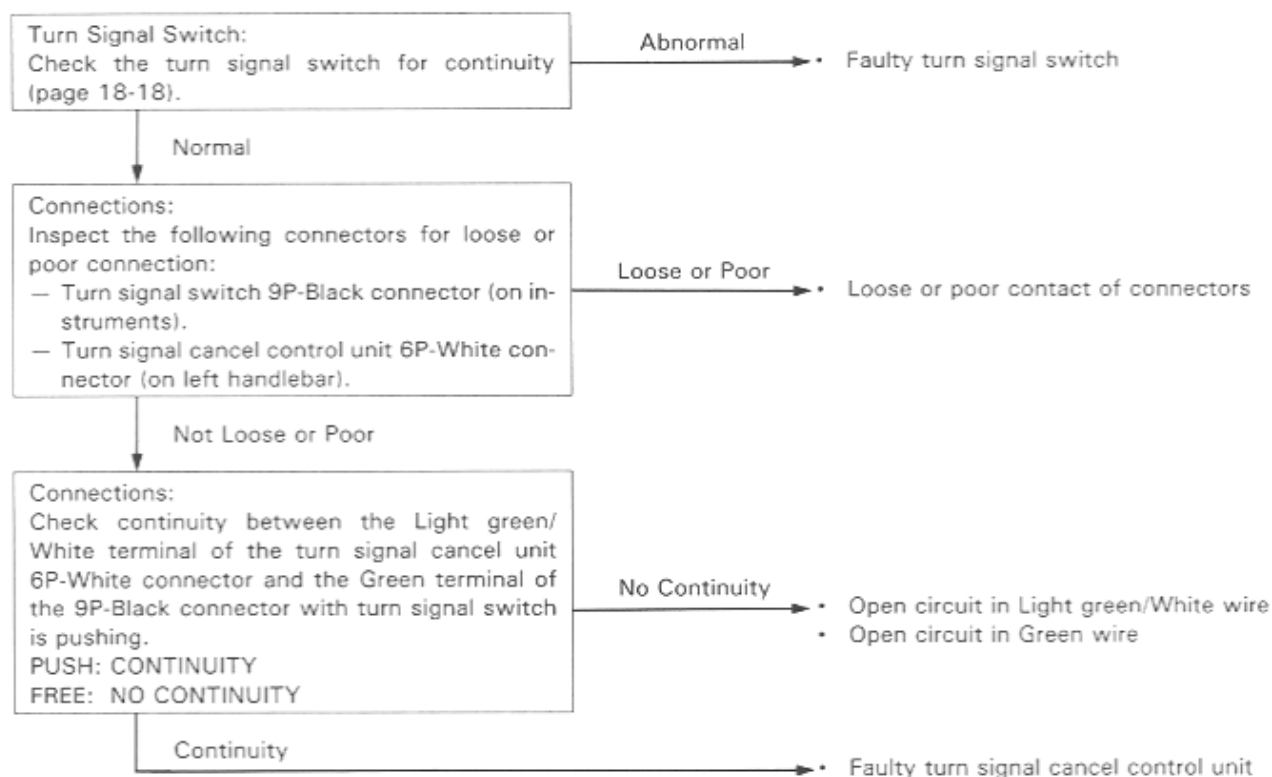 Turn Signal Switch:
Check the turn signal switch for continuity
(page 18-18).
Abnormal
• Faulty turn signal switch
Normal
Connections:
Inspect the following connectors for loose or
poor connection:
— Turn signal switch 9P-Black connector (on in-
struments).
— Turn signal cancel control unit 6P-White con-
nector (on left handlebar).
Loose or Poor
• Loose or poor contact of connectors
Not Loose or Poor
Connections:
Check continuity between the Light green/
White terminal of the turn signal cancel unit
6P-White connector and the Green terminal of
the 9P-Black connector with turn signal switch
is pushing.
PUSH: CONTINUITY
FREE: NO CONTINUITY
No Continuity
• Open circuit in Light green/White wire
• Open circuit in Green wire
Continuity
• Faulty turn signal cancel control unit